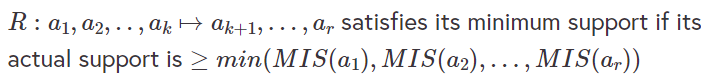 R : a₁, a₂, . . , aₖ ↦ aₖ₊₁, . . . , aᵣ satisfies its minimum support if its
actual support is ≥ min(MIS(a₁), MIS(a₂), . . . , MIS(aᵣ))